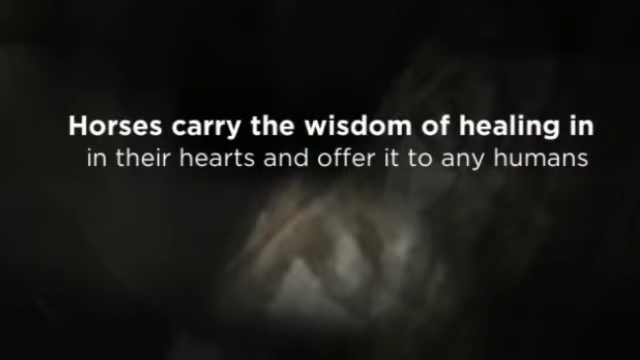 Horses carry the wisdom of healing in
in their hearts and offer it to any humans